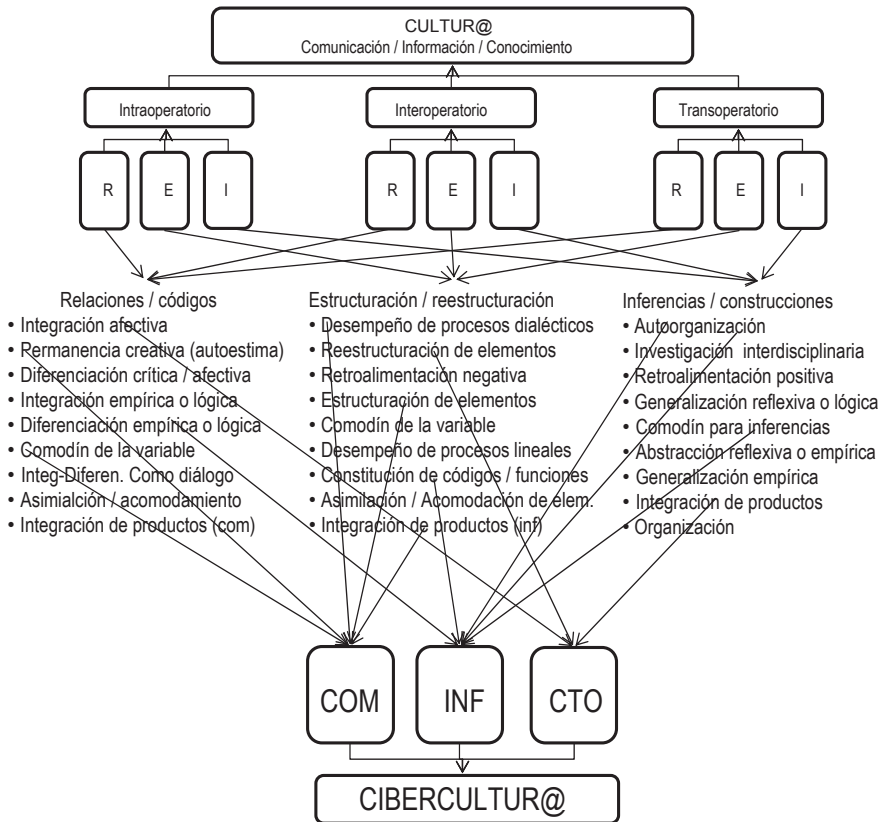 CULTUR@
Comunicación / Información / Conocimiento
Intraoperatorio
Interoperatorio
Transoperatorio
R E I
R E I
R E I
Relaciones / códigos
• Integración afectiva
• Permanencia creativa (autoestima)
• Diferenciación crítica / afectiva
• Integración empírica o lógica
• Diferenciación empírica o lógica
• Comodín de la variable
• Integ-Diferen. Como diálogo
• Asimialción / acomodamiento
• Integración de productos (com)
Estructuración / reestructuración
• Desempeño de procesos dialécticos
• Reestructuración de elementos
• Retroalimentación negativa
• Estructuración de elementos
• Comodín de la variable
• Desempeño de procesos lineales
• Constitución de códigos / funciones
• Asimilación / Acomodación de elem.
• Integración de productos (inf)
Inferencias / construcciones
• Autoorganización
• Investigación interdisciplinaria
• Retroalimentación positiva
• Generalización reflexiva o lógica
• Comodín para inferencias
• Abstracción reflexiva o empírica
• Generalización empírica
• Integración de productos
• Organización
COM
INF
CTO
CIBERCULTUR@